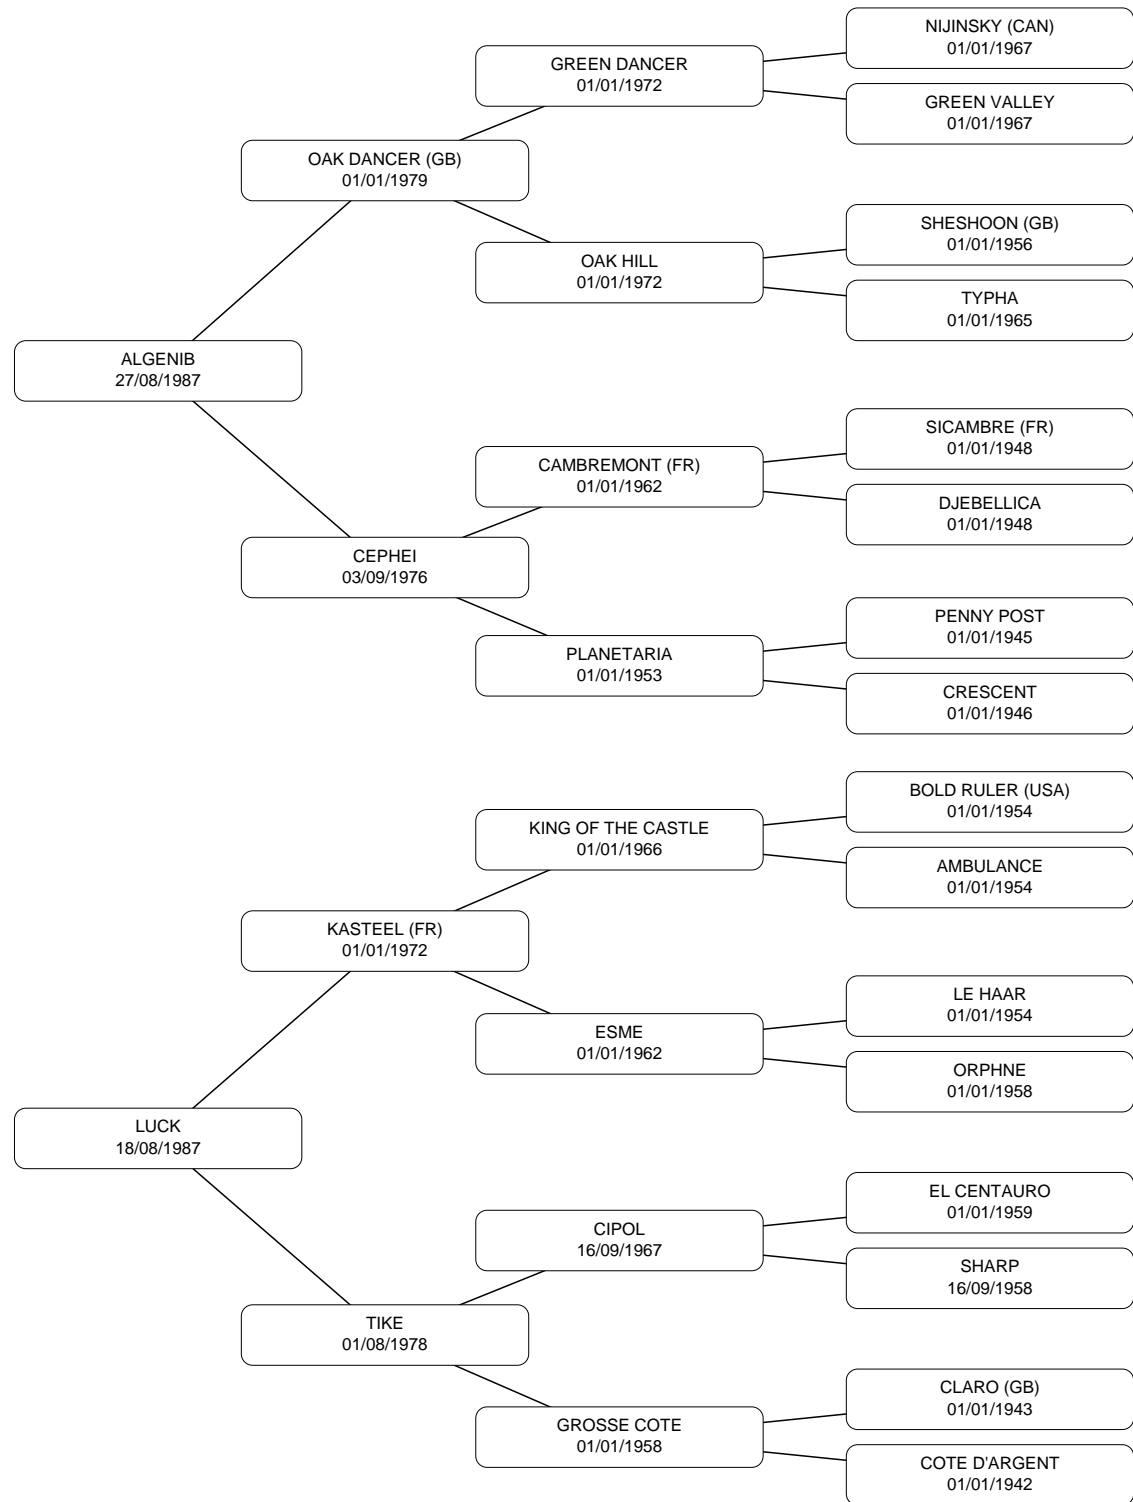 NIJINSKY (CAN)
01/01/1967
GREEN DANCER
01/01/1972
GREEN VALLEY
01/01/1967
OAK DANCER (GB)
01/01/1979
SHESHOON (GB)
01/01/1956
OAK HILL
01/01/1972
TYPHA
01/01/1965
ALGENIB
27/08/1987
SICAMBRE (FR)
01/01/1948
CAMBREMONT (FR)
01/01/1962
DJEBELLICA
01/01/1948
CEPHEI
03/09/1976
PENNY POST
01/01/1945
PLANETARIA
01/01/1953
CRESCENT
01/01/1946
BOLD RULER (USA)
01/01/1954
KING OF THE CASTLE
01/01/1966
AMBULANCE
01/01/1954
KASTEEL (FR)
01/01/1972
LE HAAR
01/01/1954
ESME
01/01/1962
ORPHNE
01/01/1958
LUCK
18/08/1987
EL CENTAURO
01/01/1959
CIPOL
16/09/1967
SHARP
16/09/1958
TIKE
01/08/1978
CLARO (GB)
01/01/1943
GROSSE COTE
01/01/1958
COTE D'ARGENT
01/01/1942